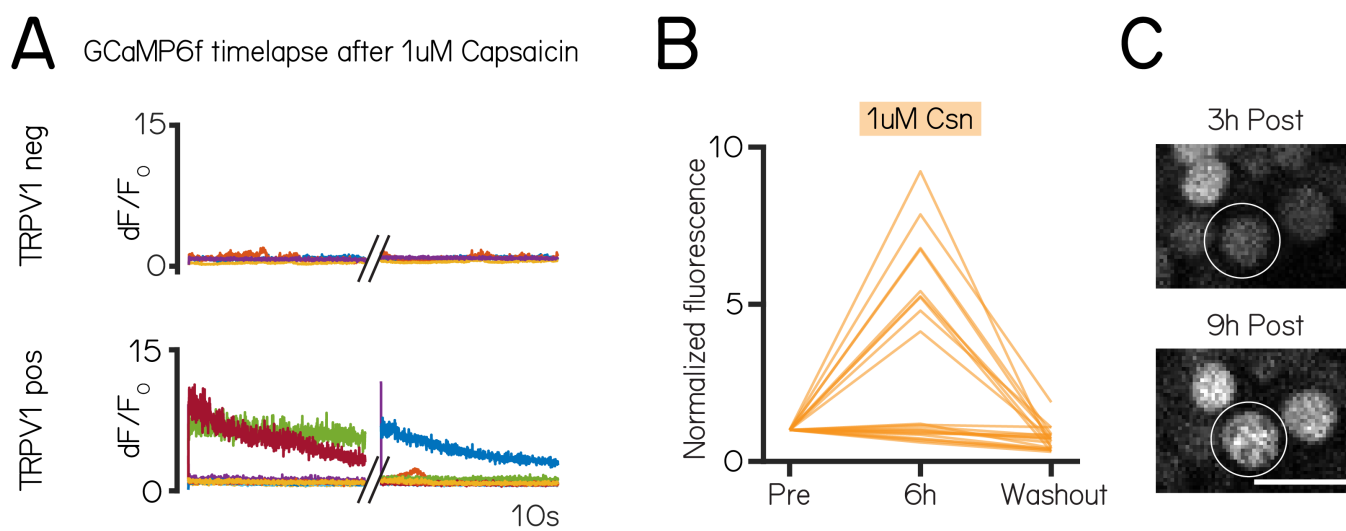 A
GCaMP6f timelapse after 1uM Capsaicin
TRPV1 neg
dF/F0
15
0
TRPV1 pos
dF/F0
15
0
10s
B
1uM Csn
Normalized fluorescence
10
5
0
Pre
6h
Washout
C
3h Post
9h Post